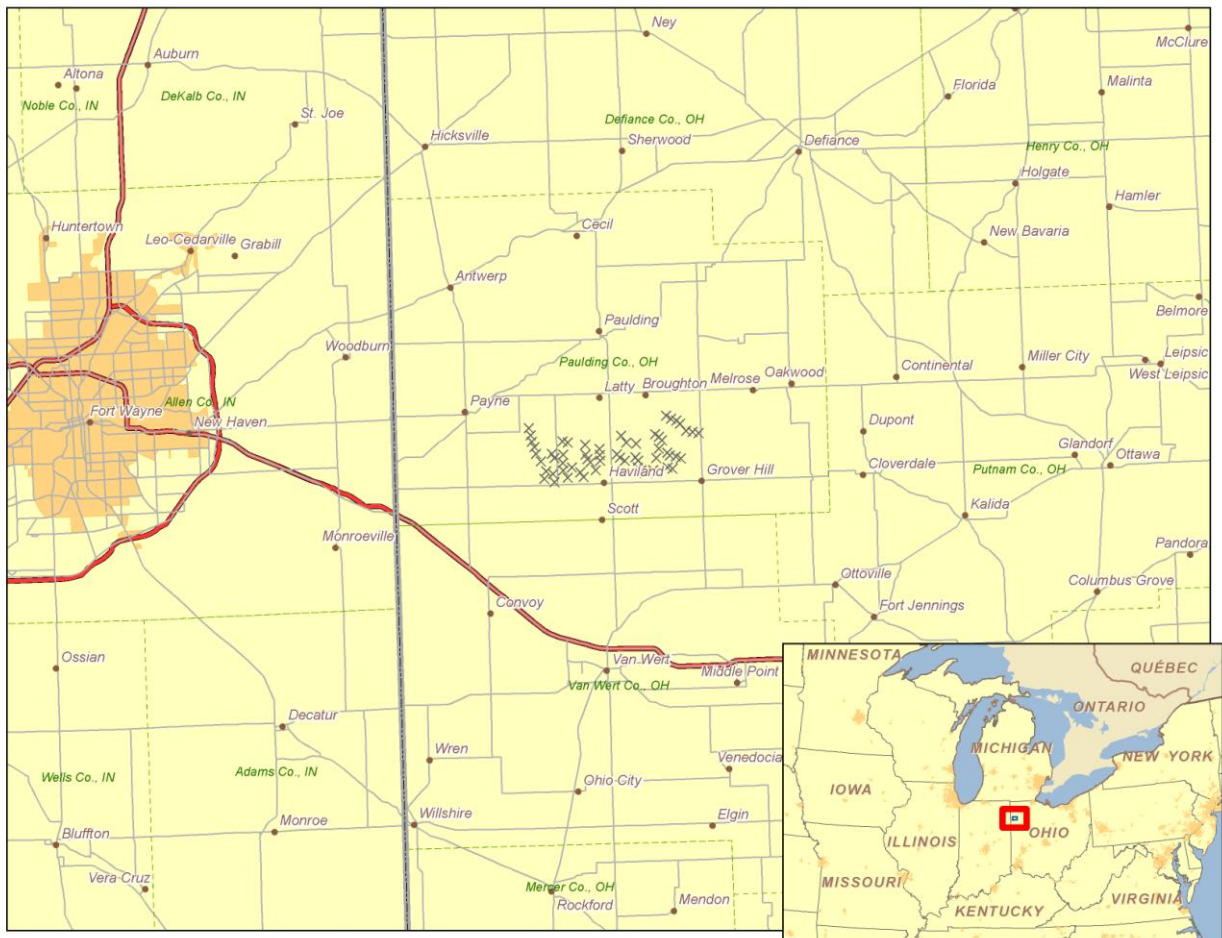 Ney
McClure
Auburn
Altona
Noble Co., IN
DeKalb Co., IN
Florida
Malinta
St. Joe
Defiance Co., OH
Hicksville
Sherwood
Defiance
Henry Co., OH
Holgate
Hamler
Huntertown
Leo-Cedarville
Grabill
Cecil
New Bavaria
Antwerp
Belmore
Paulding
Woodburn
Paulding Co., OH
Continental
Miller City
Leipsic
West Leipsic
Latty
Broughton
Melrose
Oakwood
Allen Co., IN
Fort Wayne
New Haven
Payne
Dupont
Glandorf
Ottawa
Haviland
Grover Hill
Cloverdale
Putnam Co., OH
Scott
Kalida
Monroeville
Pandora
Ottoville
Columbus Grove
Convoy
Fort Jennings
Ossian
Van Wert
Middle Point
Van Wert Co., OH
Decatur
Wren
Venedocia
Wells Co., IN
Adams Co., IN
Ohio City
Willshire
Elgin
Bluffton
Monroe
Vera Cruz
Mercer Co., OH
Rockford
Mendon
MINNESOTA
QUÉBEC
ONTARIO
MICHIGAN
NEW YORK
IOWA
ILLINOIS
OHIO
MISSOURI
KENTUCKY
VIRGINIA